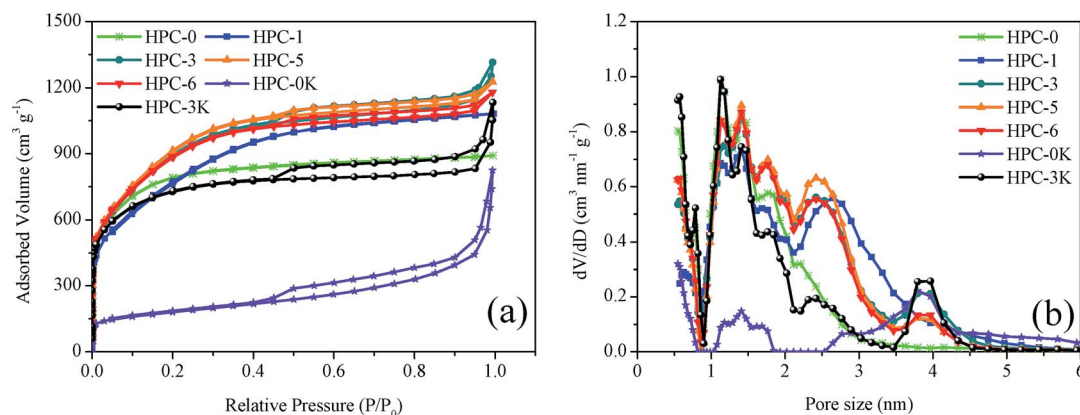 (a)
1500
1200
900
600
300
0
Adsorbed Volume (cm³ g⁻¹)
HPC-0 HPC-1
HPC-3 HPC-5
HPC-6 HPC-0K
HPC-3K
0.0 0.2 0.4 0.6 0.8 1.0
Relative Pressure (P/P₀)
(b)
1.2
1.0
0.8
0.6
0.4
0.2
0.0
dV/dD (cm³ nm⁻¹ g⁻¹)
HPC-0
HPC-1
HPC-3
HPC-5
HPC-6
HPC-0K
HPC-3K
0 1 2 3 4 5 6
Pore size (nm)